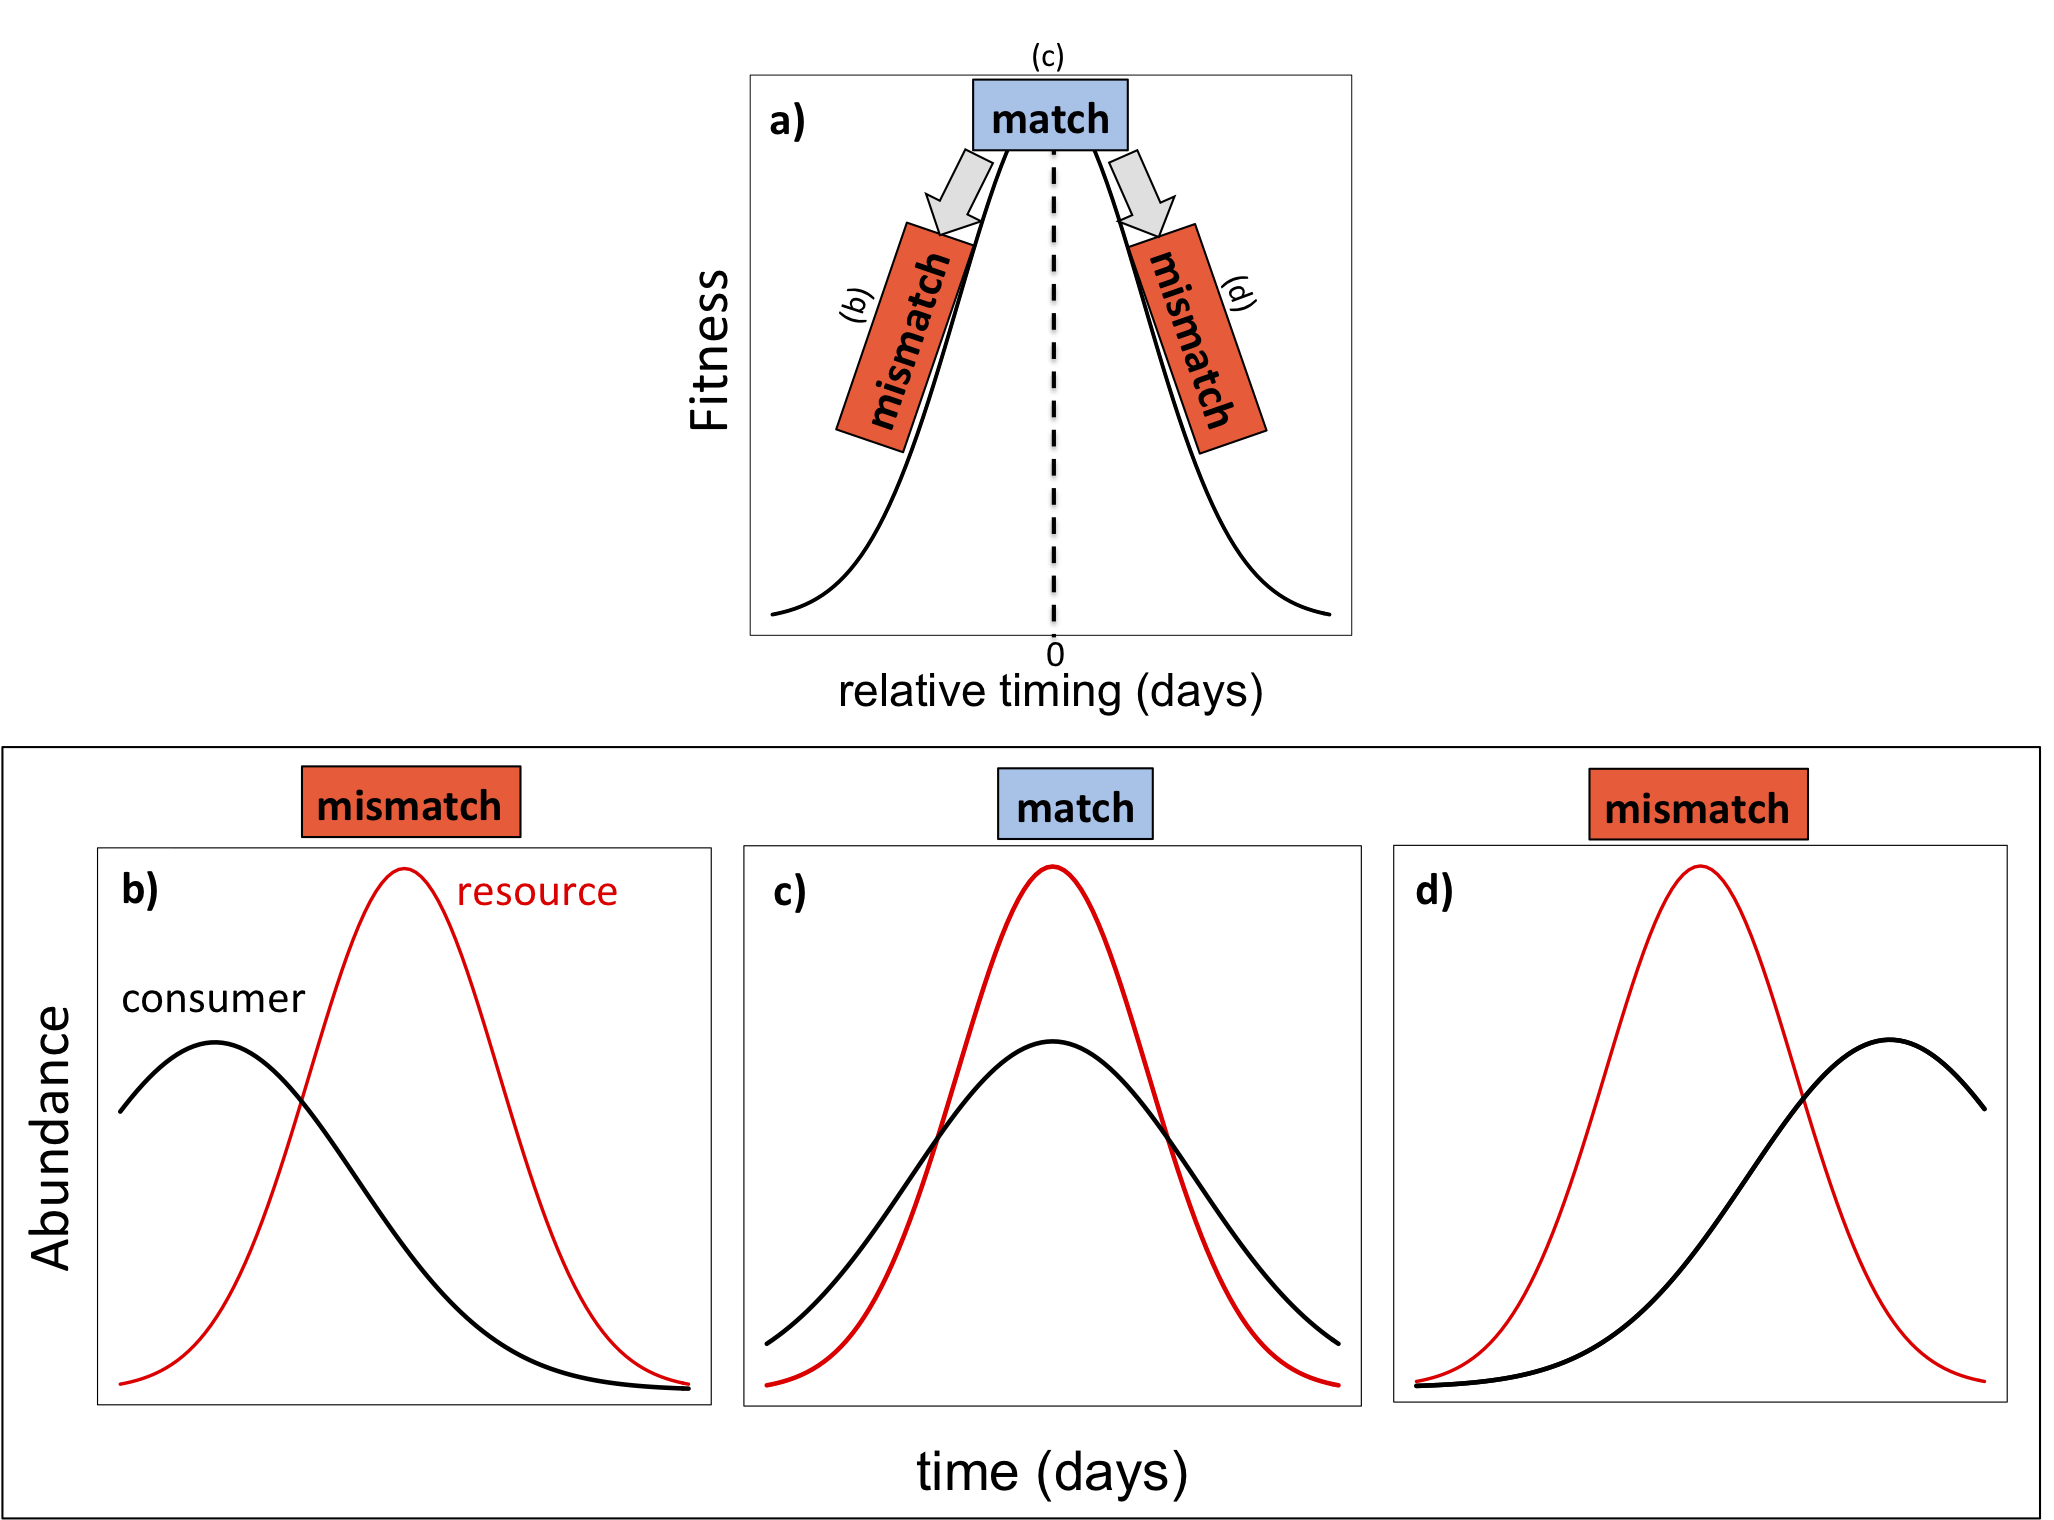 (c)
a)
match
(b)
mismatch
mismatch
(d)
Fitness
0
relative timing (days)
mismatch
match
mismatch
b)
resource
consumer
c)
d)
Abundance
time (days)